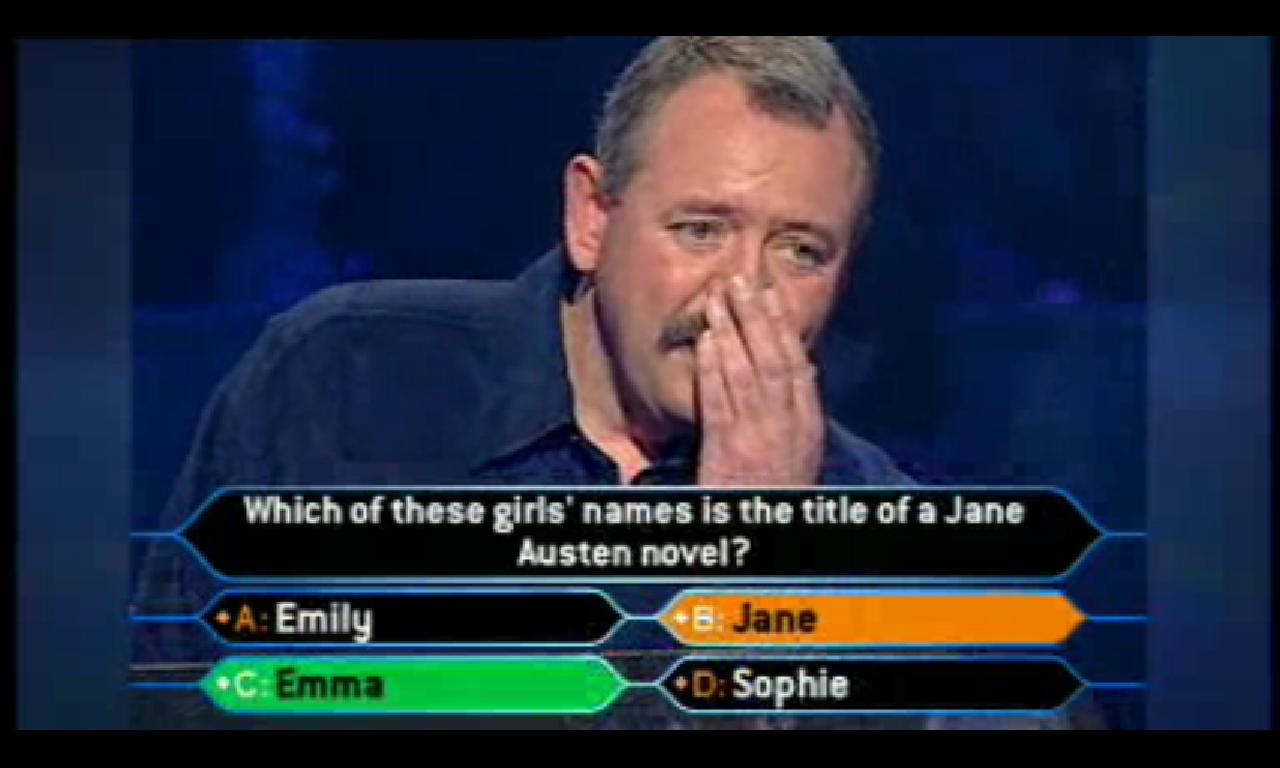 Which of these girls' names is the title of a Jane
Austen novel?
A: Emily
B: Jane
C: Emma
D: Sophie